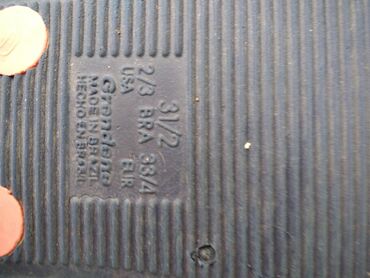 31/2
2/3 BRA 33/4
USA EUR
Grendene
MADE IN BRAZIL
HECHO EN BRASIL